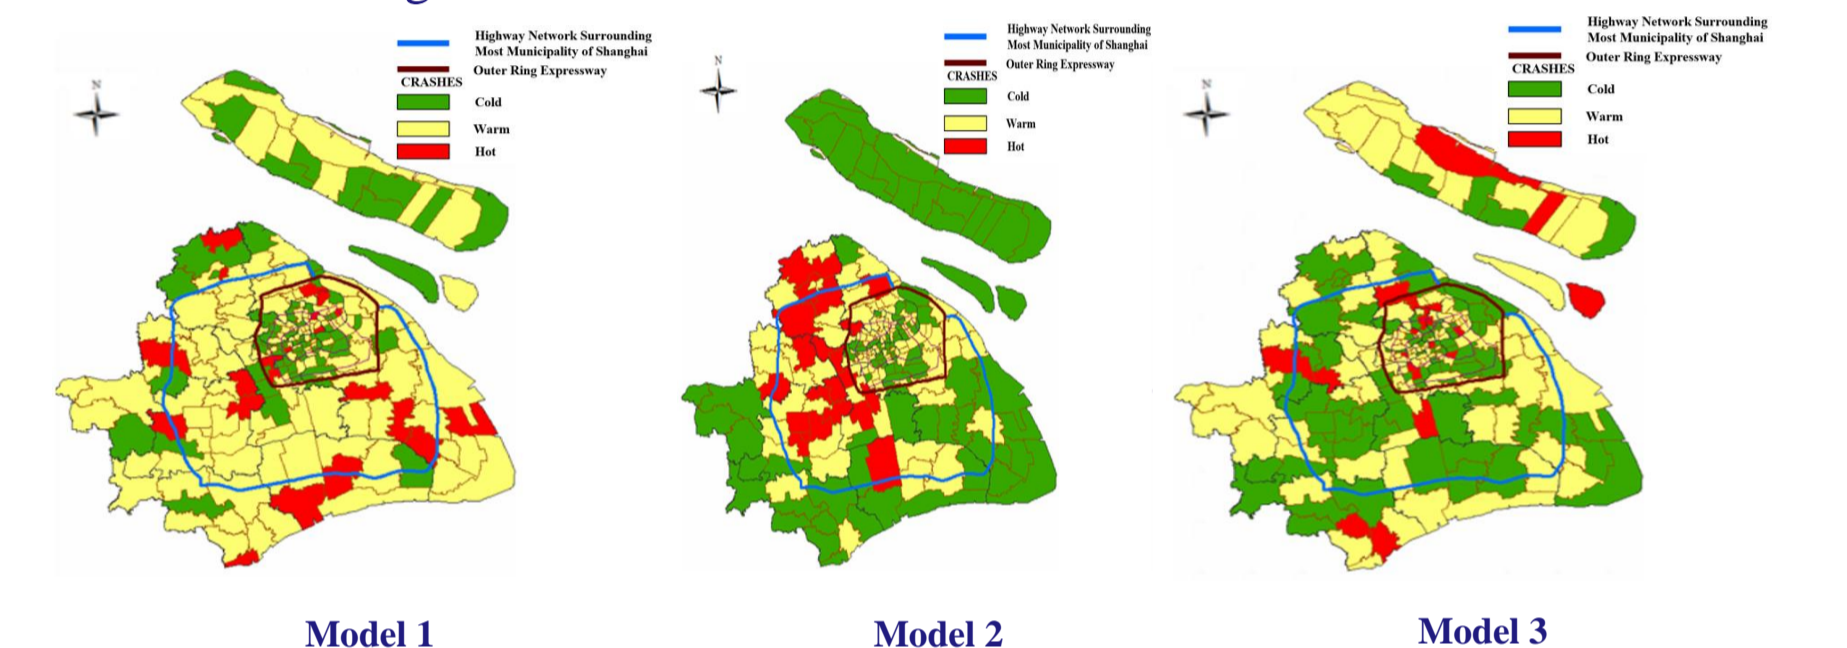 Highway Network Surrounding
Most Municipality of Shanghai
Outer Ring Expressway
CRASHES
Cold
Warm
Hot
N
Model 1
Highway Network Surrounding
Most Municipality of Shanghai
Outer Ring Expressway
CRASHES
Cold
Warm
Hot
N
Model 2
Highway Network Surrounding
Most Municipality of Shanghai
Outer Ring Expressway
CRASHES
Cold
Warm
Hot
N
Model 3